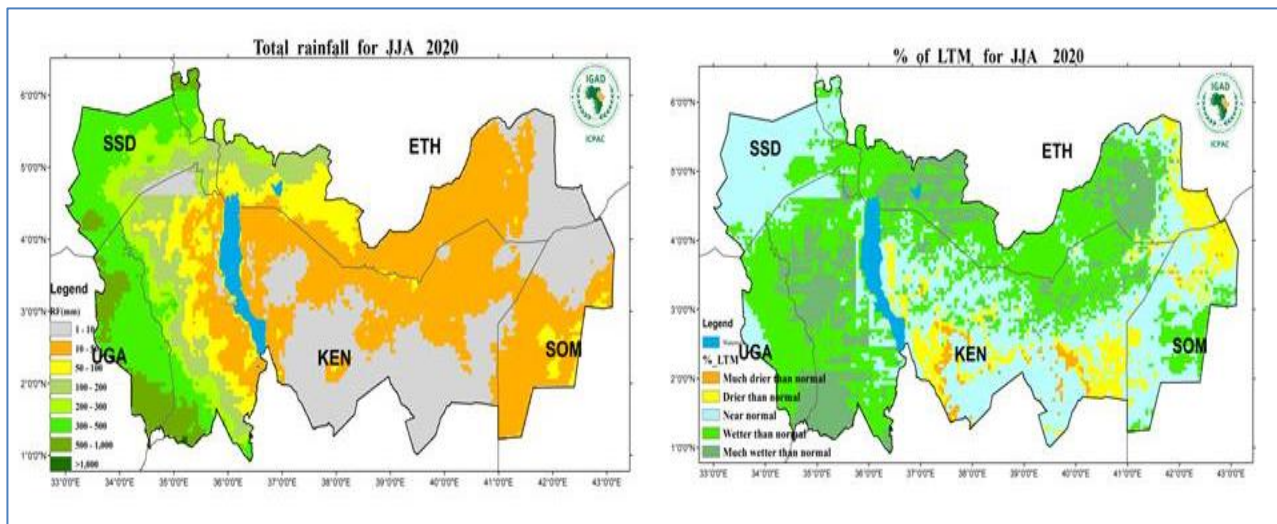 Total rainfall for JJA 2020
IGAD
ICPAC
6°0'0"N
5°0'0"N
4°0'0"N
3°0'0"N
2°0'0"N
1°0'0"N
SSD
ETH
UGA
KEN
SOM
Legend
RF(mm)
1 - 10
50 - 100
100 - 200
200 - 300
300 - 500
500 - 1,000
>1,000
33°0'0"E 34°0'0"E 35°0'0"E 36°0'0"E 37°0'0"E 38°0'0"E 39°0'0"E 40°0'0"E 41°0'0"E 42°0'0"E 43°0'0"E
% of LTM for JJA 2020
IGAD
ICPAC
6°0'0"N
5°0'0"N
4°0'0"N
3°0'0"N
2°0'0"N
1°0'0"N
SSD
ETH
UGA
KEN
SOM
Legend
%_LTM
Much drier than normal
Drier than normal
Near normal
Wetter than normal
Much wetter than normal
33°0'0"E 34°0'0"E 35°0'0"E 36°0'0"E 37°0'0"E 38°0'0"E 39°0'0"E 40°0'0"E 41°0'0"E 42°0'0"E 43°0'0"E